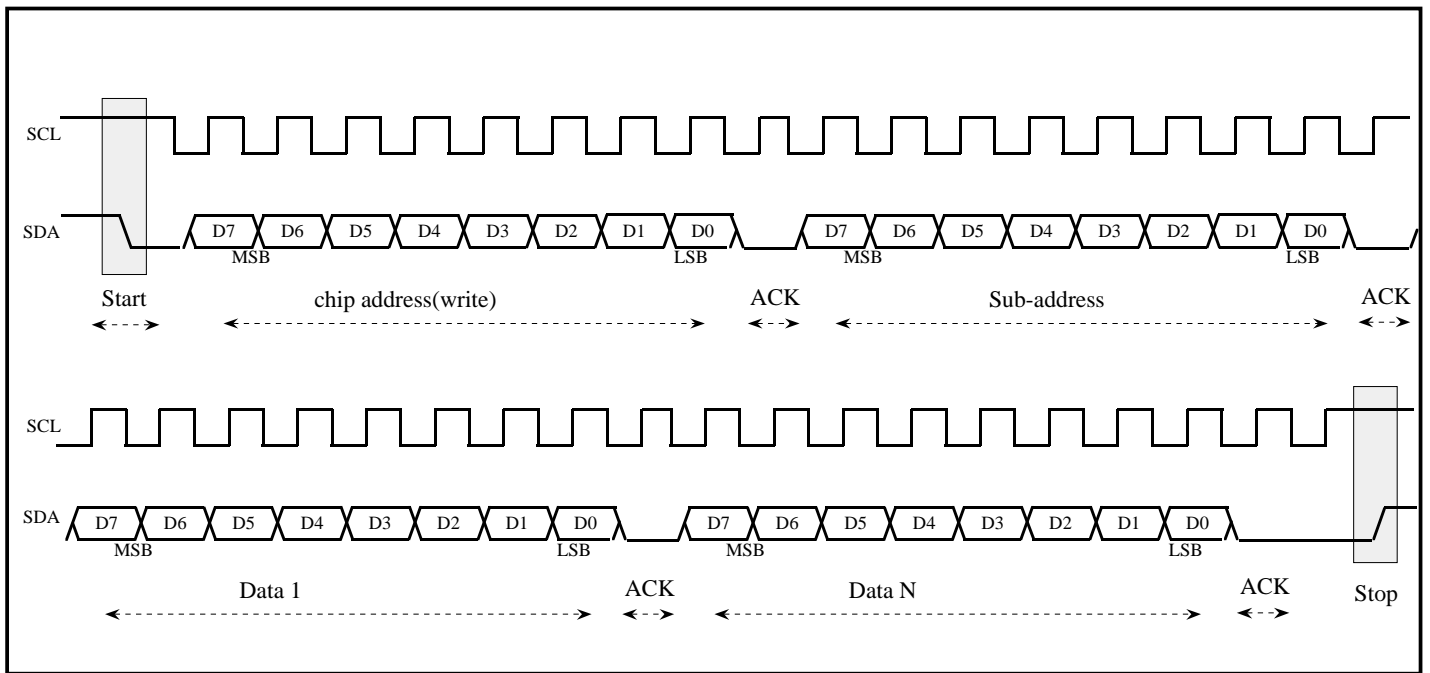 SCL
SDA D7 D6 D5 D4 D3 D2 D1 D0 D7 D6 D5 D4 D3 D2 D1 D0
MSB LSB MSB LSB
Start chip address(write) ACK Sub-address ACK
SCL
SDA D7 D6 D5 D4 D3 D2 D1 D0 D7 D6 D5 D4 D3 D2 D1 D0
MSB LSB MSB LSB
Data 1 ACK Data N ACK Stop